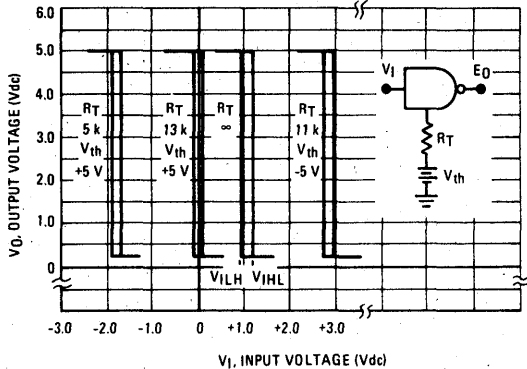 6.0
5.0
4.0
3.0
2.0
1.0
0
VO, OUTPUT VOLTAGE (Vdc)
RT
5 k
Vth
+5 V
RT
13 k
Vth
+5 V
RT
∞
RT
11 k
Vth
-5 V
VI
EO
RT
Vth
VILH VIHL
-3.0 -2.0 -1.0 0 +1.0 +2.0 +3.0
VI, INPUT VOLTAGE (Vdc)